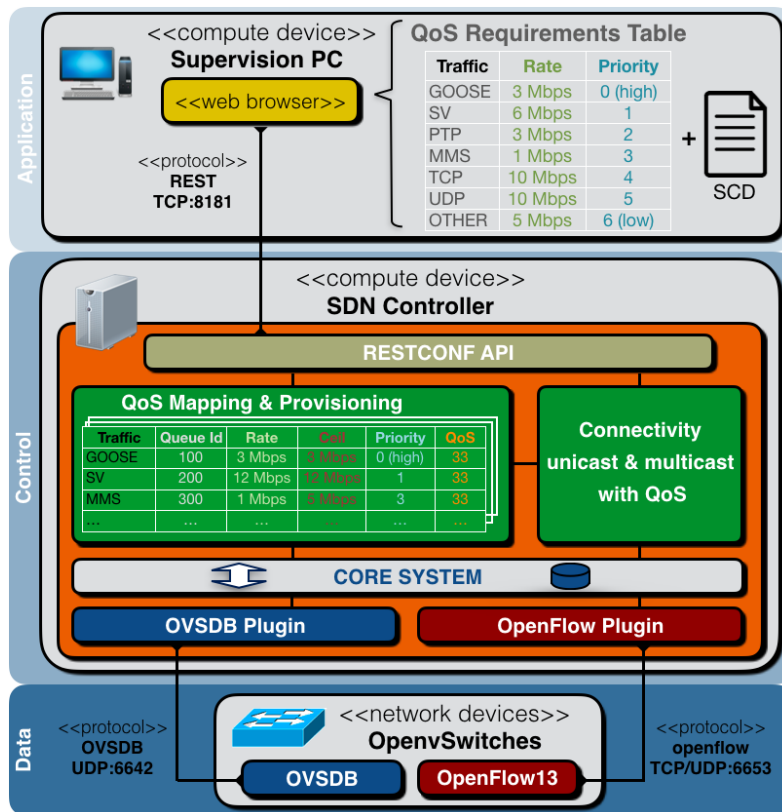 Application
<<compute device>>
Supervision PC
<<web browser>>
<<protocol>>
REST
TCP:8181
QoS Requirements Table
Traffic Rate Priority
GOOSE 3 Mbps 0 (high)
SV 6 Mbps 1
PTP 3 Mbps 2
MMS 1 Mbps 3
TCP 10 Mbps 4
UDP 10 Mbps 5
OTHER 5 Mbps 6 (low)
+
SCD
Control
<<compute device>>
SDN Controller
RESTCONF API
QoS Mapping & Provisioning
Traffic Queue Id Rate Ceil Priority QoS
GOOSE 100 3 Mbps 3 Mbps 0 (high) 33
SV 200 12 Mbps 12 Mbps 1 33
MMS 300 1 Mbps 5 Mbps 3 33
... ... ... ... ... ...
Connectivity
unicast & multicast
with QoS
CORE SYSTEM
OVSDB Plugin
OpenFlow Plugin
Data
<<protocol>>
OVSDB
UDP:6642
<<network devices>>
OpenvSwitches
OVSDB
OpenFlow13
<<protocol>>
openflow
TCP/UDP:6653